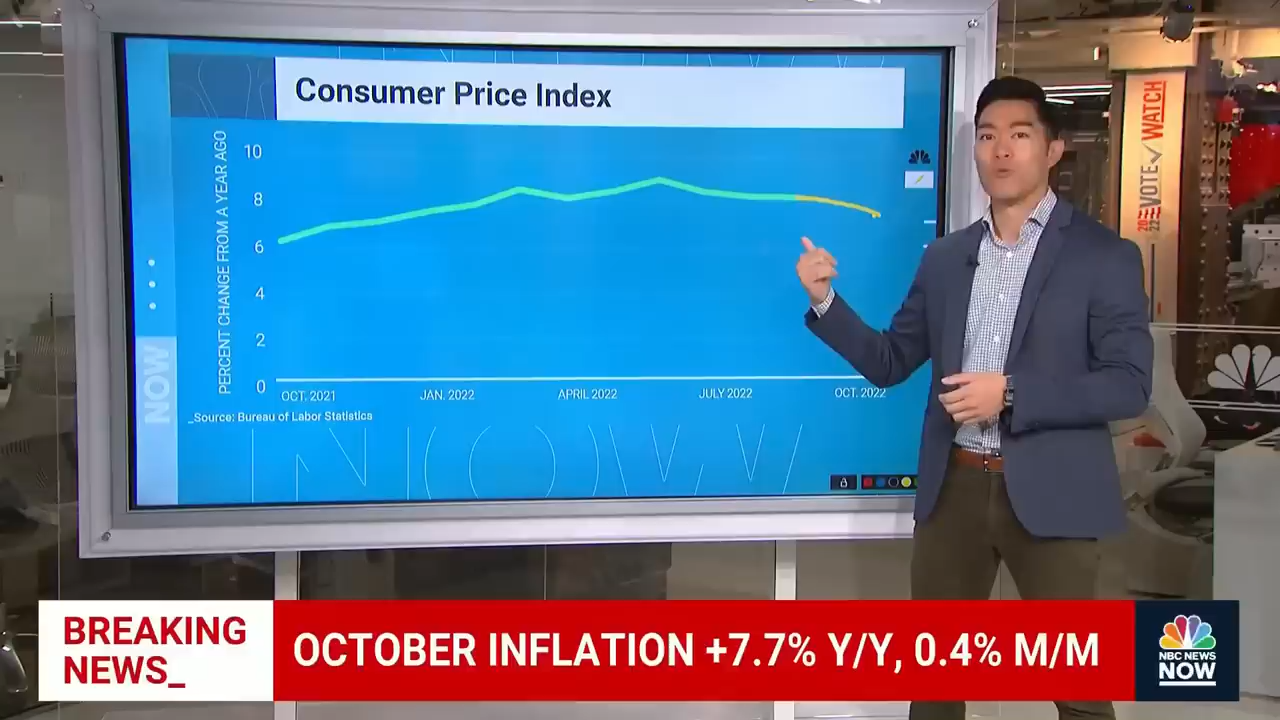 Consumer Price Index
PERCENT CHANGE FROM A YEAR AGO
10
8
6
4
2
0
OCT. 2021
JAN. 2022
APRIL 2022
JULY 2022
OCT. 2022
_Source: Bureau of Labor Statistics
NOW
NOW
2022 VOTE WATCH
BREAKING
NEWS_
OCTOBER INFLATION +7.7% Y/Y, 0.4% M/M
NBC NEWS
NOW